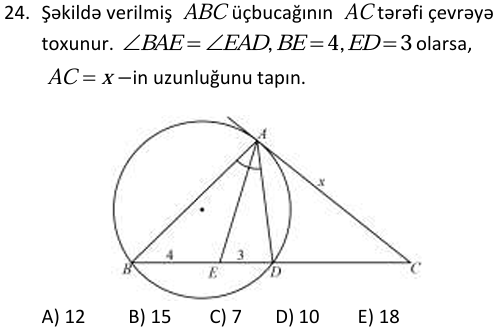 24. Şəkildə verilmiş ABC üçbucağının AC tərəfi çevrəyə
toxunur. ∠BAE=∠EAD, BE=4, ED=3 olarsa,
AC=x−in uzunluğunu tapın.
A
x
4
3
B
E
D
C
A) 12 B) 15 C) 7 D) 10 E) 18